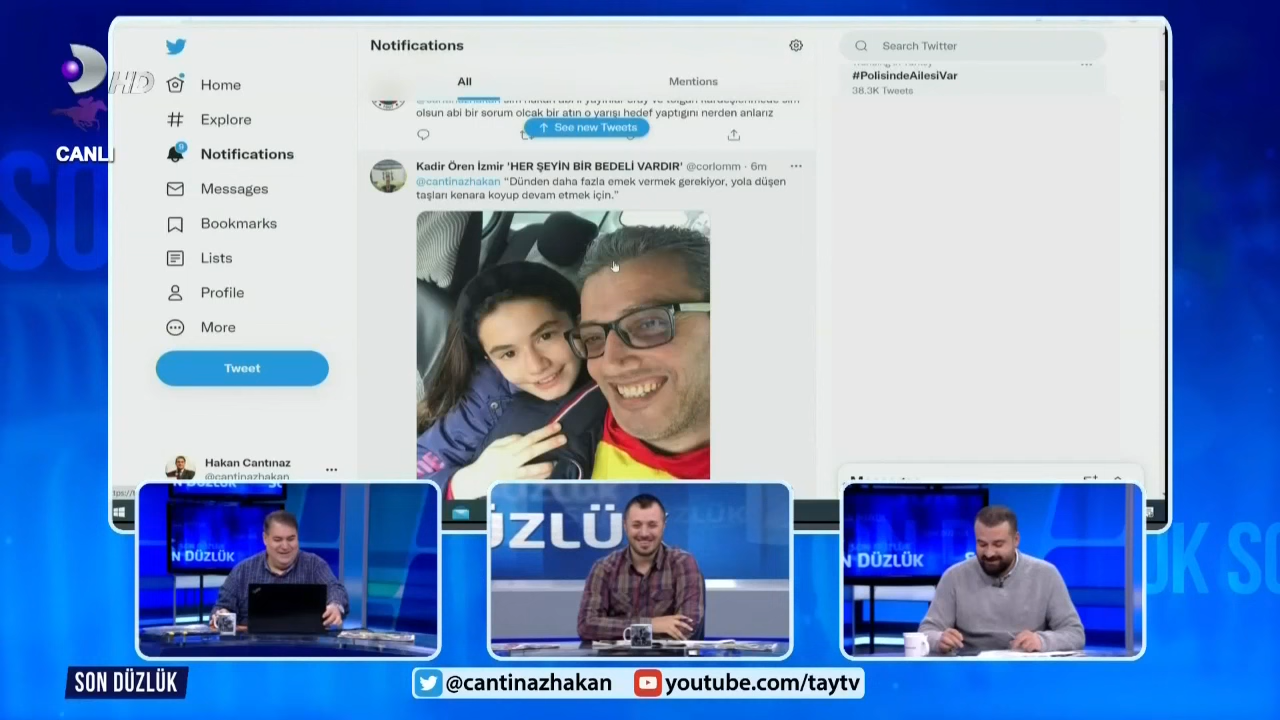 HD
CANLI
Home
Explore
Notifications
Messages
Bookmarks
Lists
Profile
More
Tweet
Hakan Cantınaz
@cantinazhakan
Notifications
All
Mentions
olsun abi bir sorum olcak bir atın o yarışı hedef yaptıgını nerden anlarız
See new Tweets
Kadir Ören İzmir 'HER ŞEYİN BİR BEDELİ VARDIR' @corlomm · 6m
@cantinazhakan “Dünden daha fazla emek vermek gerekiyor, yola düşen
taşları kenara koyup devam etmek için.”
Search Twitter
#PolisindeAilesiVar
38.3K Tweets
N DÜZLÜK
ÜZLÜ
N DÜZLÜK
SON DÜZLÜK
@cantinazhakan
youtube.com/taytv